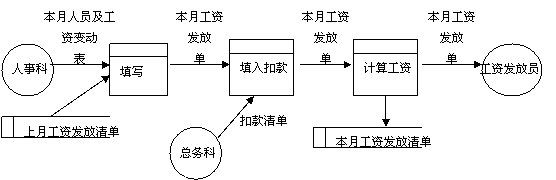 本月人员及工
资变动
表
本月工资
发放
单
本月工资
发放
单
本月工资
发放
单
人事科
填写
填入扣款
计算工资
工资发放员
上月工资发放清单
扣款清单
本月工资发放清单
总务科